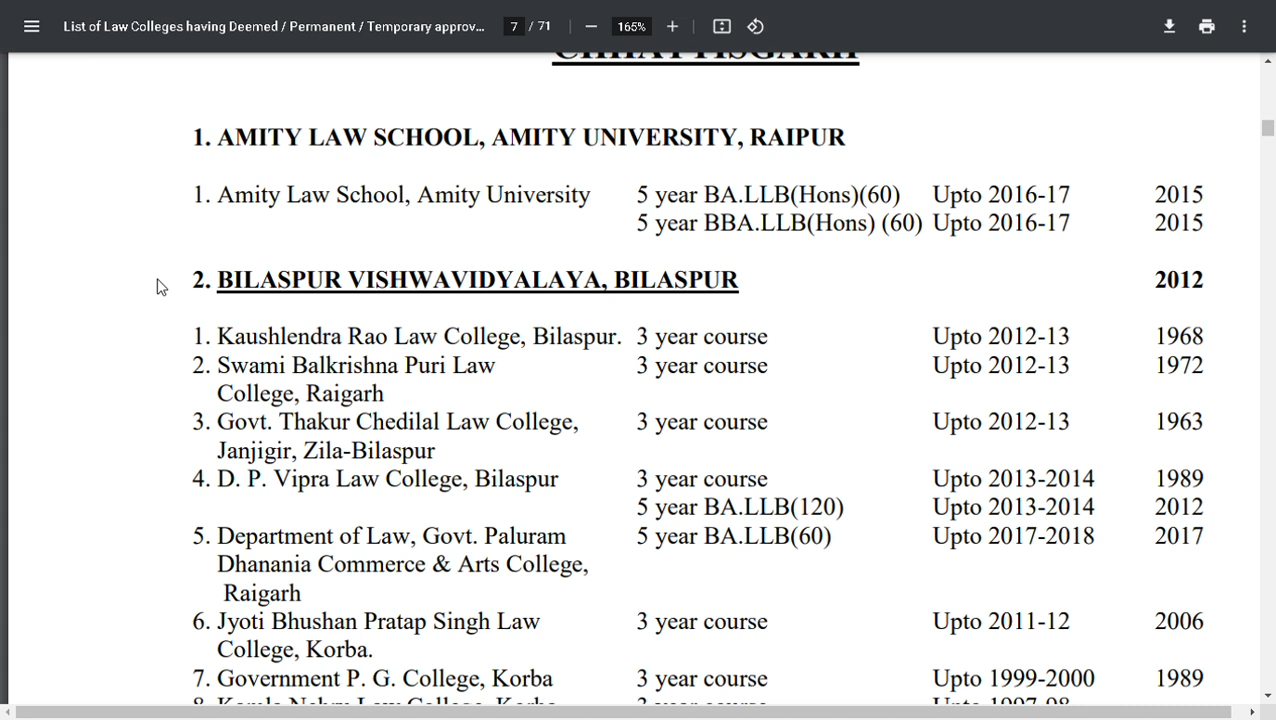 List of Law Colleges having Deemed / Permanent / Temporary approv... 7 / 71 165%
CHHATTISGARH
1. AMITY LAW SCHOOL, AMITY UNIVERSITY, RAIPUR
1. Amity Law School, Amity University 5 year BA.LLB(Hons)(60) Upto 2016-17 2015
5 year BBA.LLB(Hons) (60) Upto 2016-17 2015
2. BILASPUR VISHWAVIDYALAYA, BILASPUR 2012
1. Kaushlendra Rao Law College, Bilaspur. 3 year course Upto 2012-13 1968
2. Swami Balkrishna Puri Law 3 year course Upto 2012-13 1972
College, Raigarh
3. Govt. Thakur Chedilal Law College, 3 year course Upto 2012-13 1963
Janjigir, Zila-Bilaspur
4. D. P. Vipra Law College, Bilaspur 3 year course Upto 2013-2014 1989
5 year BA.LLB(120) Upto 2013-2014 2012
5. Department of Law, Govt. Paluram 5 year BA.LLB(60) Upto 2017-2018 2017
Dhanania Commerce & Arts College,
Raigarh
6. Jyoti Bhushan Pratap Singh Law 3 year course Upto 2011-12 2006
College, Korba.
7. Government P. G. College, Korba 3 year course Upto 1999-2000 1989